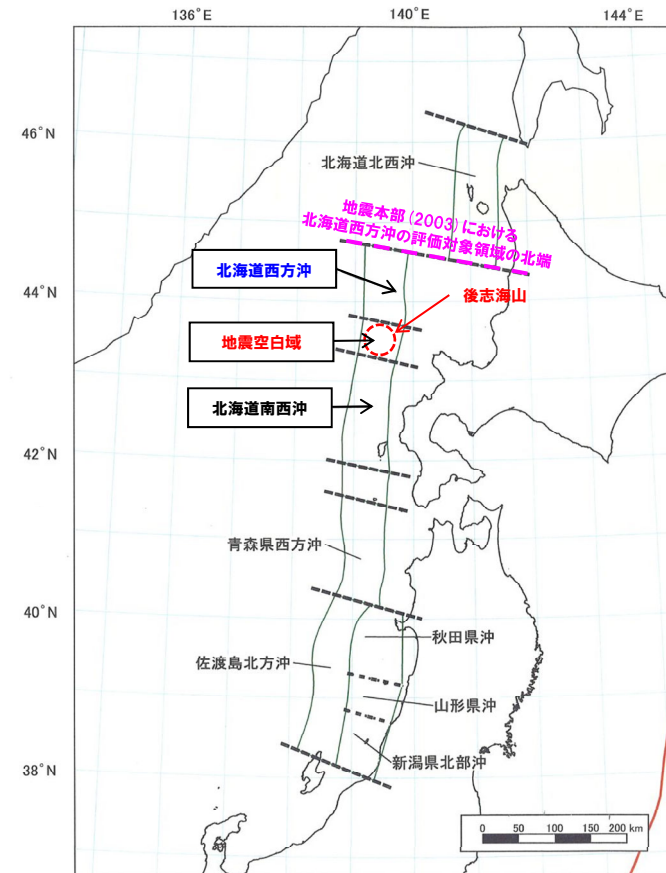 136°E
140°E
144°E
46°N
北海道北西沖
地震本部(2003)における
北海道西方沖の評価対象領域の北端
北海道西方沖
44°N
後志海山
地震空白域
北海道南西沖
42°N
青森県西方沖
40°N
秋田県沖
佐渡島北方沖
山形県沖
新潟県北部沖
38°N
0 50 100 150 200 km